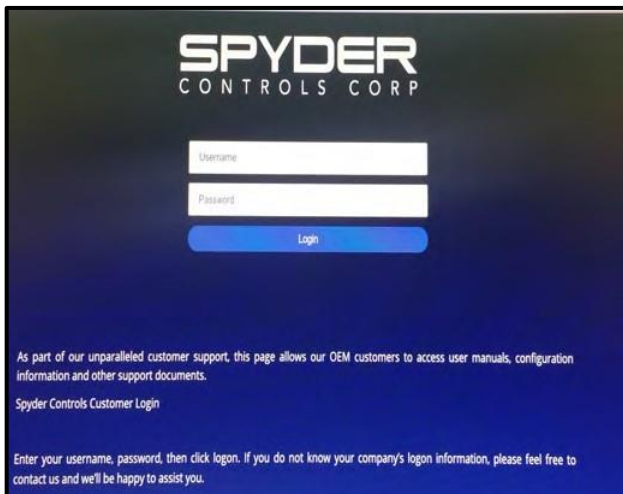 SPYDER
CONTROLS CORP
Username
Password
Login
As part of our unparalleled customer support, this page allows our OEM customers to access user manuals, configuration
information and other support documents.
Spyder Controls Customer Login
Enter your username, password, then click logon. If you do not know your company's logon information, please feel free to
contact us and we'll be happy to assist you.